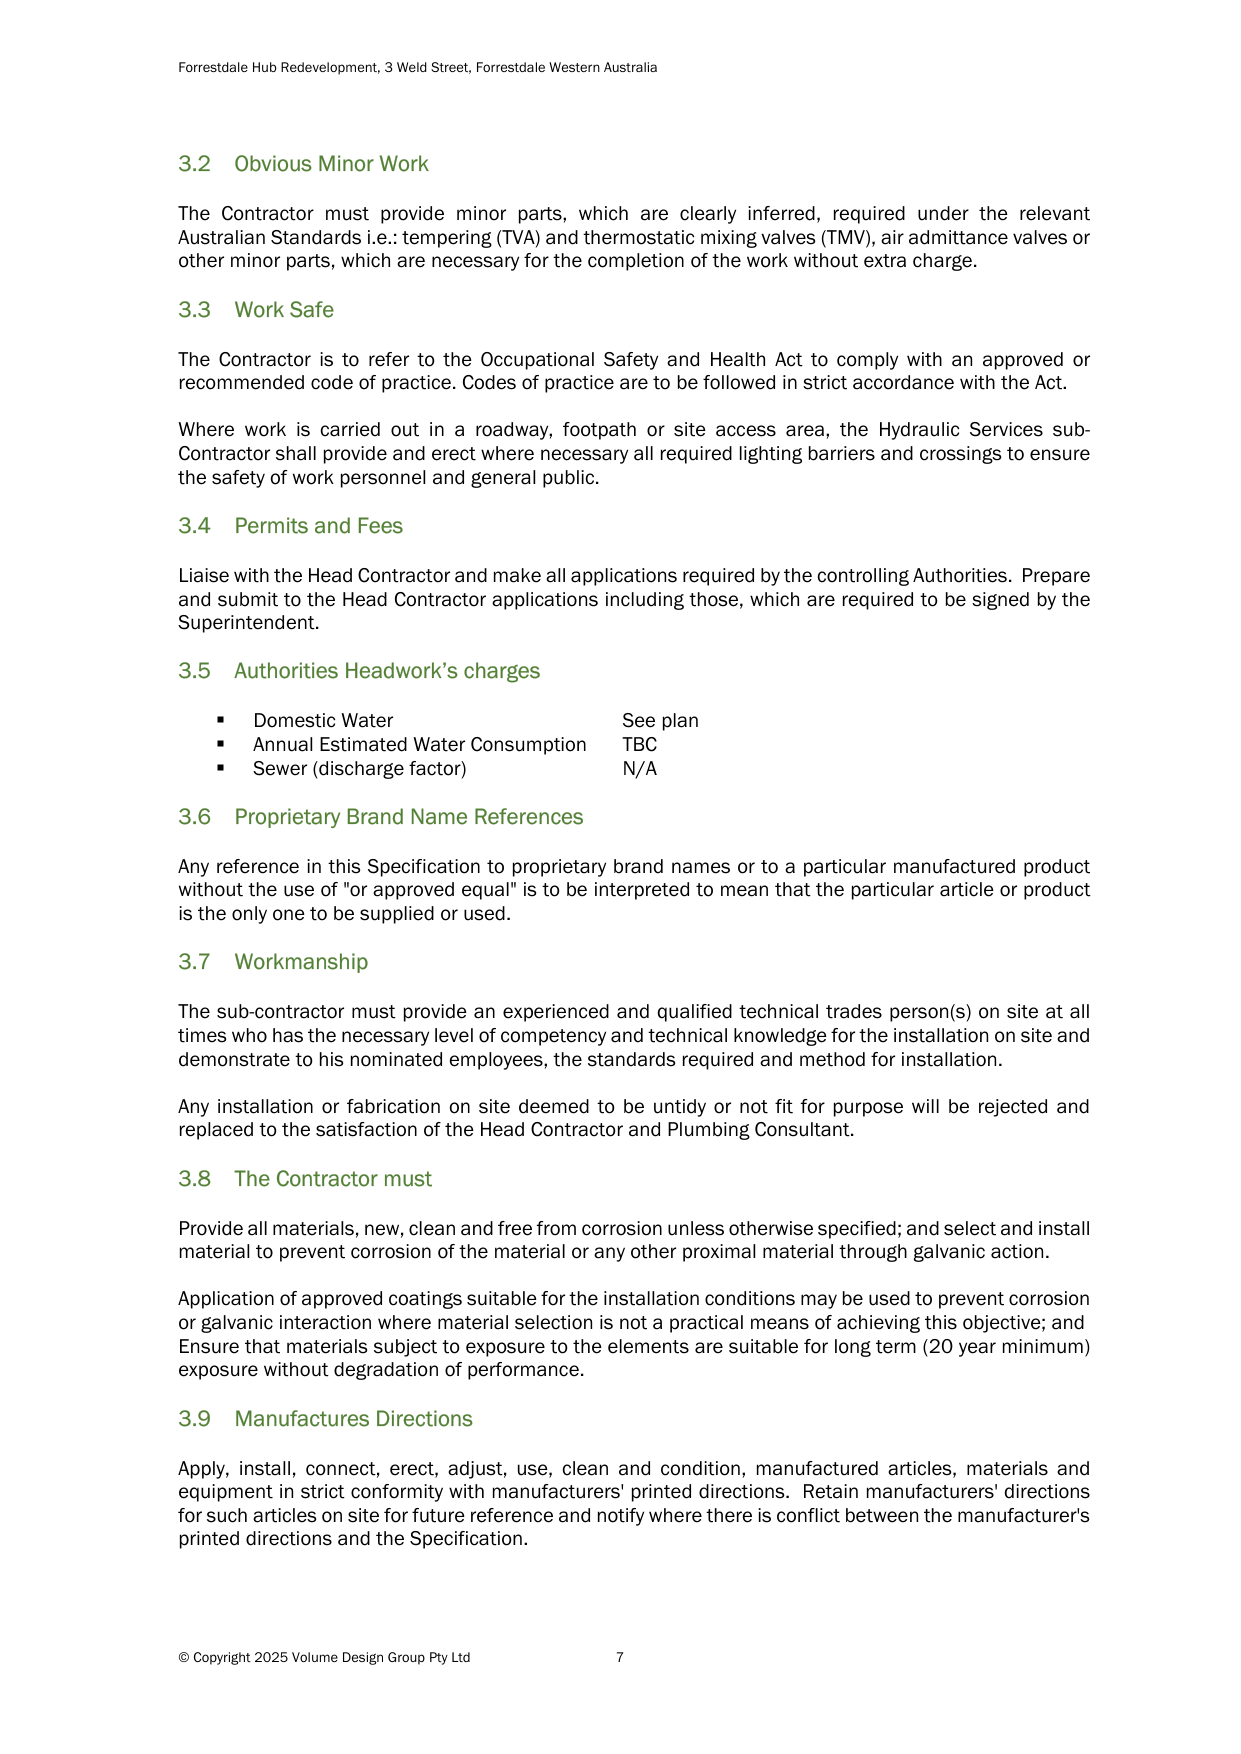 Forrestdale Hub Redevelopment, 3 Weld Street, Forrestdale Western Australia
3.2 Obvious Minor Work
The Contractor must provide minor parts, which are clearly inferred, required under the relevant
Australian Standards i.e.: tempering (TVA) and thermostatic mixing valves (TMV), air admittance valves or
other minor parts, which are necessary for the completion of the work without extra charge.
3.3 Work Safe
The Contractor is to refer to the Occupational Safety and Health Act to comply with an approved or
recommended code of practice. Codes of practice are to be followed in strict accordance with the Act.
Where work is carried out in a roadway, footpath or site access area, the Hydraulic Services sub-
Contractor shall provide and erect where necessary all required lighting barriers and crossings to ensure
the safety of work personnel and general public.
3.4 Permits and Fees
Liaise with the Head Contractor and make all applications required by the controlling Authorities. Prepare
and submit to the Head Contractor applications including those, which are required to be signed by the
Superintendent.
3.5 Authorities Headwork’s charges
▪ Domestic Water See plan
▪ Annual Estimated Water Consumption TBC
▪ Sewer (discharge factor) N/A
3.6 Proprietary Brand Name References
Any reference in this Specification to proprietary brand names or to a particular manufactured product
without the use of "or approved equal" is to be interpreted to mean that the particular article or product
is the only one to be supplied or used.
3.7 Workmanship
The sub-contractor must provide an experienced and qualified technical trades person(s) on site at all
times who has the necessary level of competency and technical knowledge for the installation on site and
demonstrate to his nominated employees, the standards required and method for installation.
Any installation or fabrication on site deemed to be untidy or not fit for purpose will be rejected and
replaced to the satisfaction of the Head Contractor and Plumbing Consultant.
3.8 The Contractor must
Provide all materials, new, clean and free from corrosion unless otherwise specified; and select and install
material to prevent corrosion of the material or any other proximal material through galvanic action.
Application of approved coatings suitable for the installation conditions may be used to prevent corrosion
or galvanic interaction where material selection is not a practical means of achieving this objective; and
Ensure that materials subject to exposure to the elements are suitable for long term (20 year minimum)
exposure without degradation of performance.
3.9 Manufactures Directions
Apply, install, connect, erect, adjust, use, clean and condition, manufactured articles, materials and
equipment in strict conformity with manufacturers' printed directions. Retain manufacturers' directions
for such articles on site for future reference and notify where there is conflict between the manufacturer's
printed directions and the Specification.
© Copyright 2025 Volume Design Group Pty Ltd 7